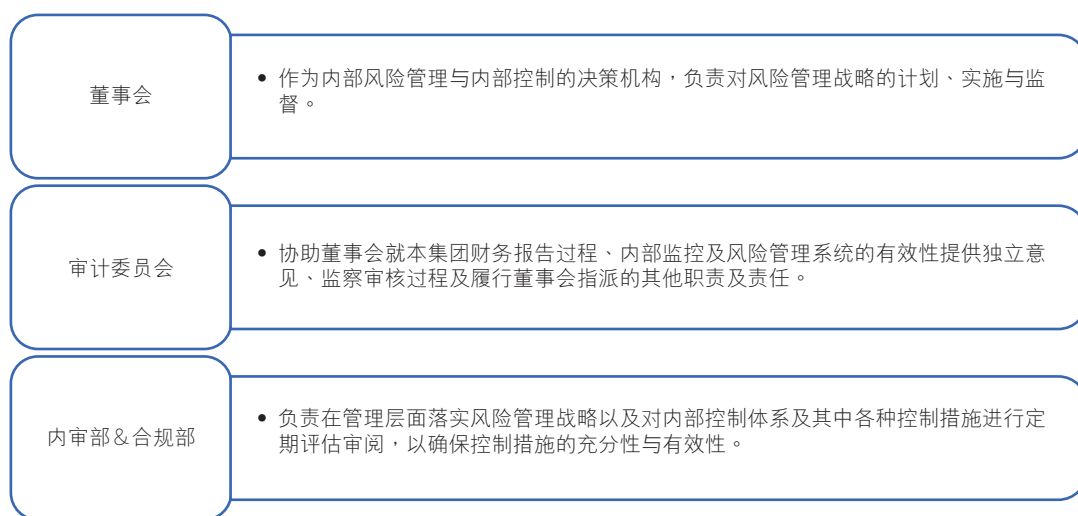 董事会
• 作为内部风险管理与内部控制的决策机构，负责对风险管理战略的计划、实施与监
督。
审计委员会
• 协助董事会就本集团财务报告过程、内部监控及风险管理系统的有效性提供独立意
见、监察审核过程及履行董事会指派的其他职责及责任。
内审部&合规部
• 负责在管理层面落实风险管理战略以及对内部控制体系及其中各种控制措施进行定
期评估审阅，以确保控制措施的充分性与有效性。